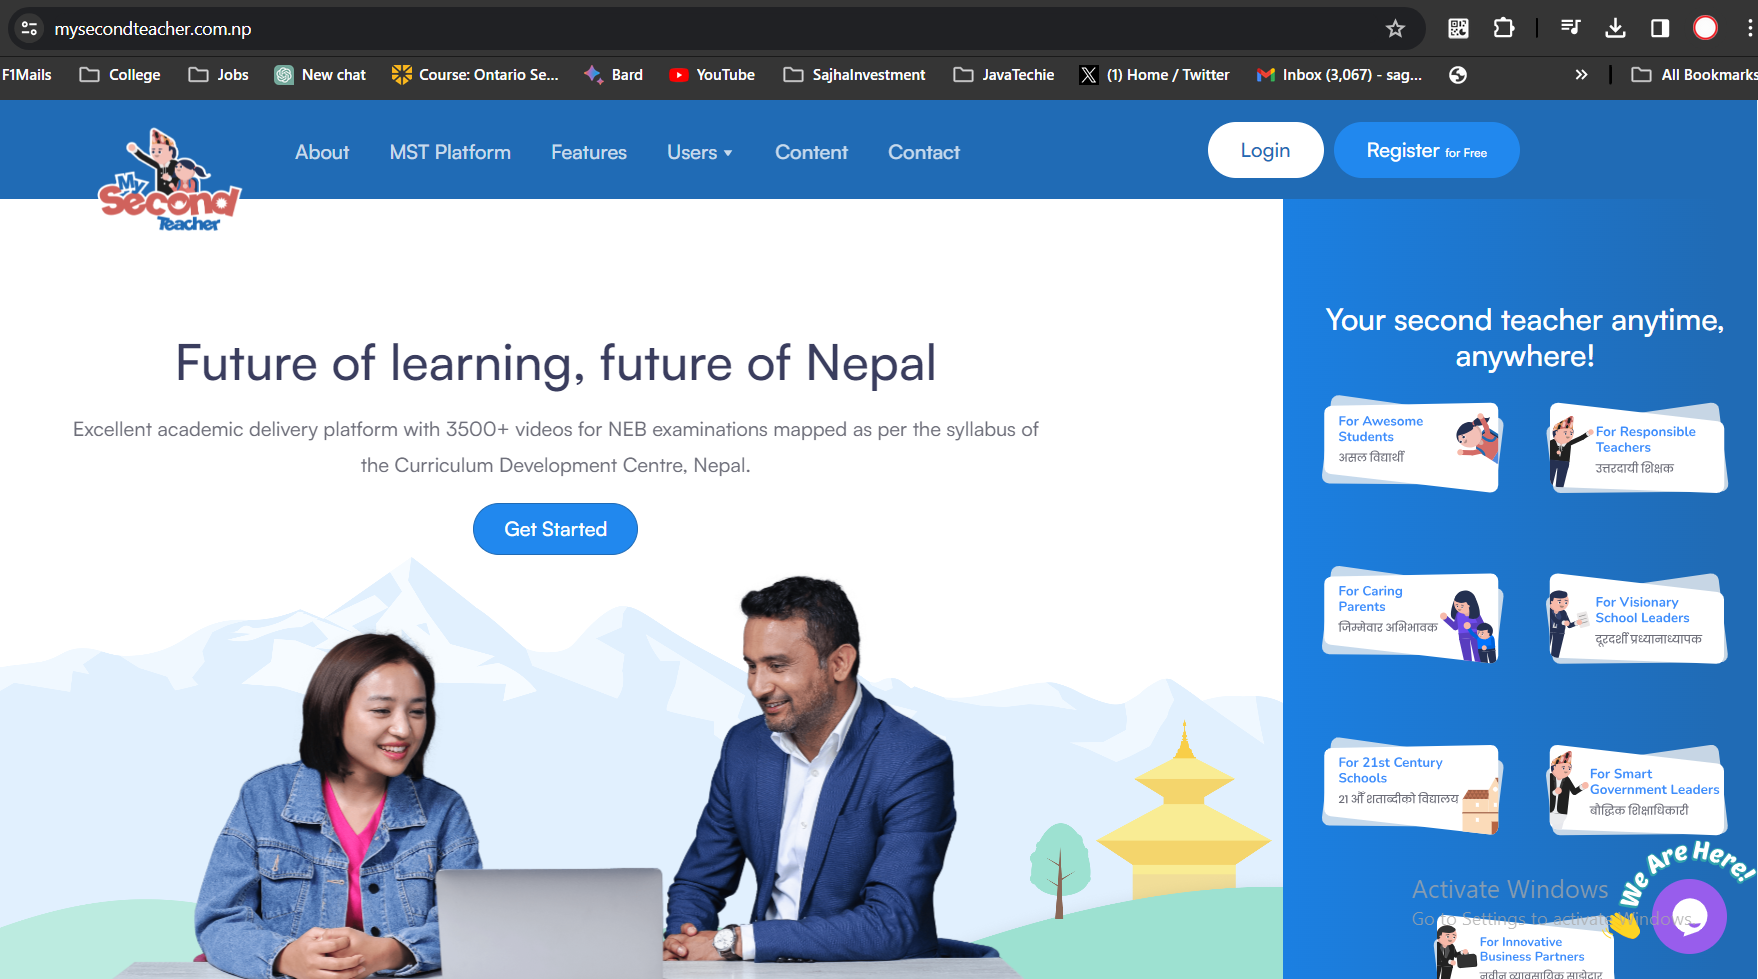 mysecondteacher.com.np
F1Mails
College
Jobs
New chat
Course: Ontario Se...
Bard
YouTube
SajhaInvestment
JavaTechie
(1) Home / Twitter
Inbox (3,067) - sag...
All Bookmarks
My
Second
Teacher
About
MST Platform
Features
Users
Content
Contact
Login
Register for Free
Future of learning, future of Nepal
Excellent academic delivery platform with 3500+ videos for NEB examinations mapped as per the syllabus of
the Curriculum Development Centre, Nepal.
Get Started
Your second teacher anytime,
anywhere!
For Awesome
Students
असल विद्यार्थी
For Responsible
Teachers
उत्तरदायी शिक्षक
For Caring
Parents
जिम्मेवार अभिभावक
For Visionary
School Leaders
दूरदर्शी प्रध्यानाध्यापक
For 21st Century
Schools
21 औँ शताब्दीको विद्यालय
For Smart
Government Leaders
बौद्धिक शिक्षाधिकारी
We Are Here!
Activate Windows
Go to Settings to activate Windows.
For Innovative
Business Partners
नवीन व्यावसायिक साझेदार